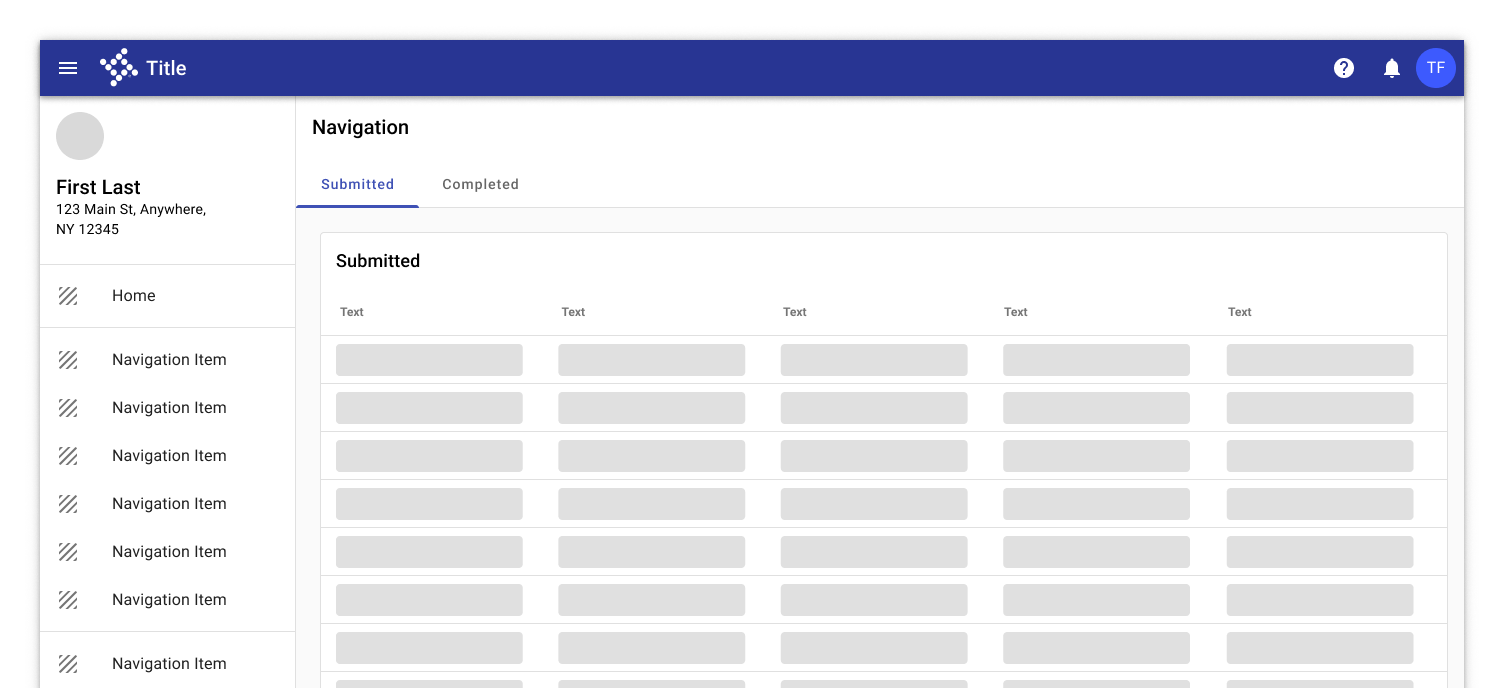 Title
TF
First Last
123 Main St, Anywhere,
NY 12345
Home
Navigation Item
Navigation Item
Navigation Item
Navigation Item
Navigation Item
Navigation Item
Navigation Item
Navigation
Submitted Completed
Submitted
Text Text Text Text Text